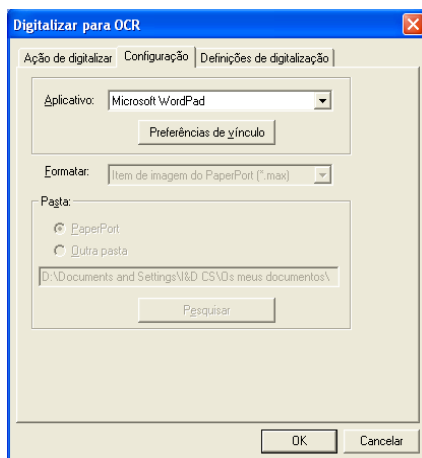 Digitalizar para OCR
Ação de digitalizar Configuração Definições de digitalização
Aplicativo: Microsoft WordPad
Preferências de vínculo
Formatar: Item de imagem do PaperPort (*.max)
Pasta:
PaperPort
Outra pasta
D:\Documents and Settings\I&D CS\Os meus documentos\
Pesquisar
OK Cancelar